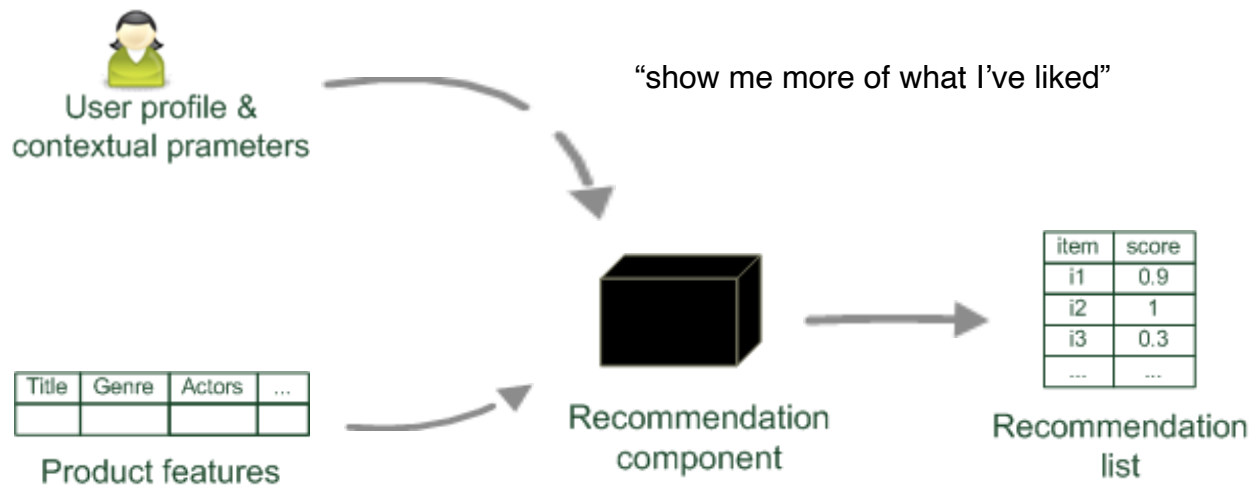 “show me more of what I’ve liked”
User profile &
contextual prameters
item score
i1 0.9
i2 1
i3 0.3
... ...
Title Genre Actors ...
Product features
Recommendation
component
Recommendation
list